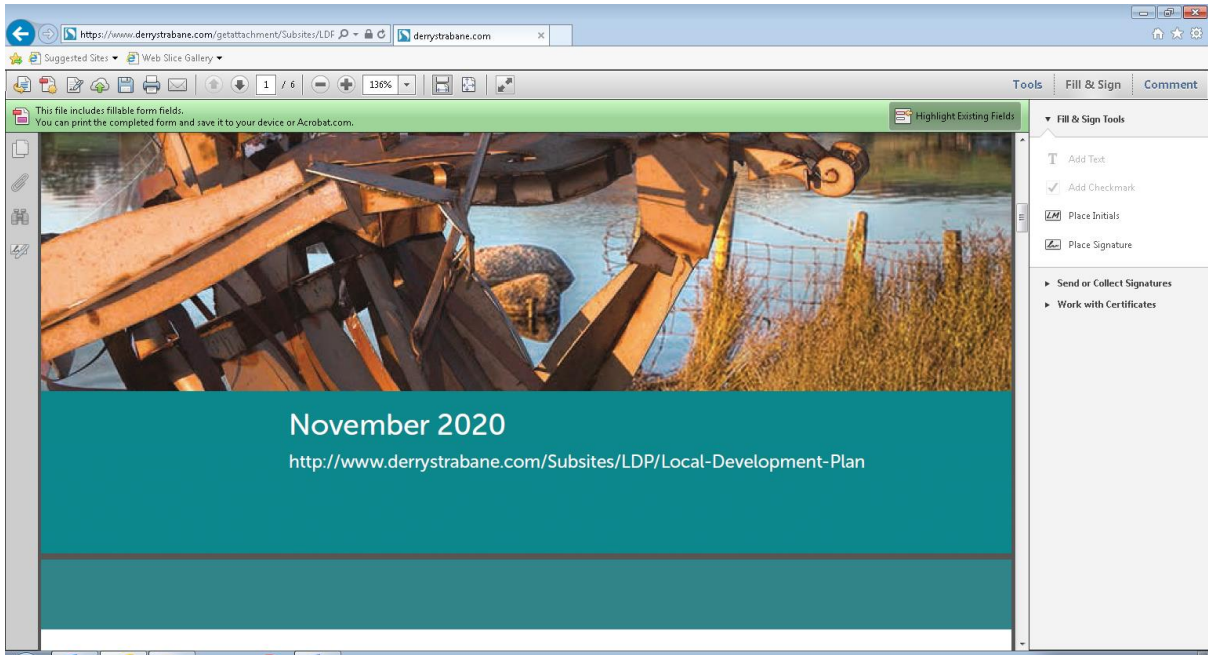 https://www.derrystrabane.com/getattachment/Subsites/LDF
derrystrabane.com
Suggested Sites
Web Slice Gallery
1 / 6
136%
Tools
Fill & Sign
Comment
This file includes fillable form fields.
You can print the completed form and save it to your device or Acrobat.com.
Highlight Existing Fields
Fill & Sign Tools
T Add Text
Add Checkmark
LM Place Initials
Place Signature
Send or Collect Signatures
Work with Certificates
November 2020
http://www.derrystrabane.com/Subsites/LDP/Local-Development-Plan